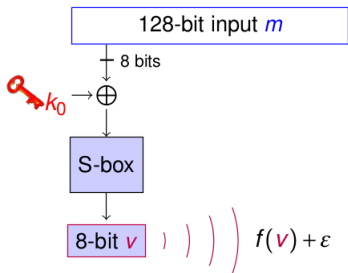 128-bit input m
8 bits
k₀
⊕
S-box
8-bit v
f(v) + ε